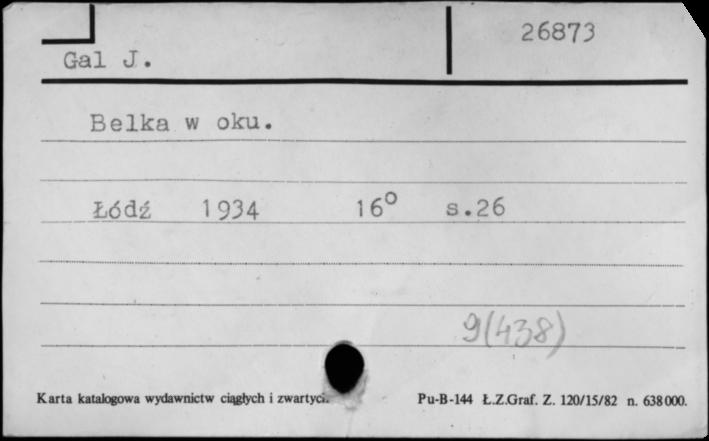 26873
Gal J.
Belka w oku.
Łódź 1934 16° s.26
9(438)
Karta katalogowa wydawnictw ciągłych i zwartych.
Pu-B-144 Ł.Z.Graf. Z. 120/15/82 n. 638000.